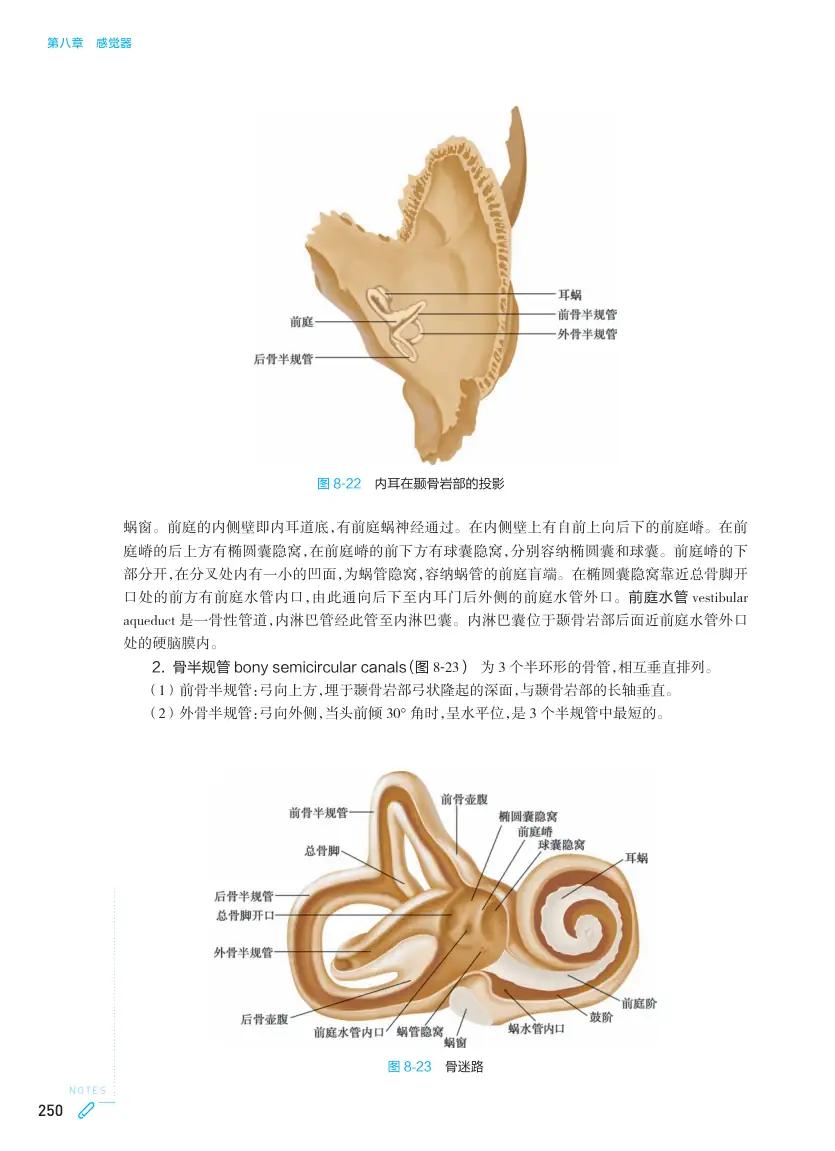 第八章 感觉器
耳蜗
前骨半规管
前庭
外骨半规管
后骨半规管
图 8-22 内耳在颞骨岩部的投影
蜗窗。前庭的内侧壁即内耳道底,有前庭蜗神经通过。在内侧壁上有自前上向后下的前庭嵴。在前
庭嵴的后上方有椭圆囊隐窝,在前庭嵴的前下方有球囊隐窝,分别容纳椭圆囊和球囊。前庭嵴的下
部分开,在分叉处内有一小的凹面,为蜗管隐窝,容纳蜗管的前庭盲端。在椭圆囊隐窝靠近总骨脚开
口处的前方有前庭水管内口,由此通向后下至内耳门后外侧的前庭水管外口。前庭水管 vestibular
aqueduct 是一骨性管道,内淋巴管经此管至内淋巴囊。内淋巴囊位于颞骨岩部后面近前庭水管外口
处的硬脑膜内。
2. 骨半规管 bony semicircular canals(图 8-23) 为 3 个半环形的骨管,相互垂直排列。
(1)前骨半规管:弓向上方,埋于颞骨岩部弓状隆起的深面,与颞骨岩部的长轴垂直。
(2)外骨半规管:弓向外侧,当头前倾 30° 角时,呈水平位,是 3 个半规管中最短的。
前骨壶腹
前骨半规管
椭圆囊隐窝
前庭嵴
球囊隐窝
总骨脚
耳蜗
后骨半规管
总骨脚开口
外骨半规管
前庭阶
鼓阶
后骨壶腹
前庭水管内口
蜗管隐窝
蜗窗
蜗水管内口
图 8-23 骨迷路
NOTES
250